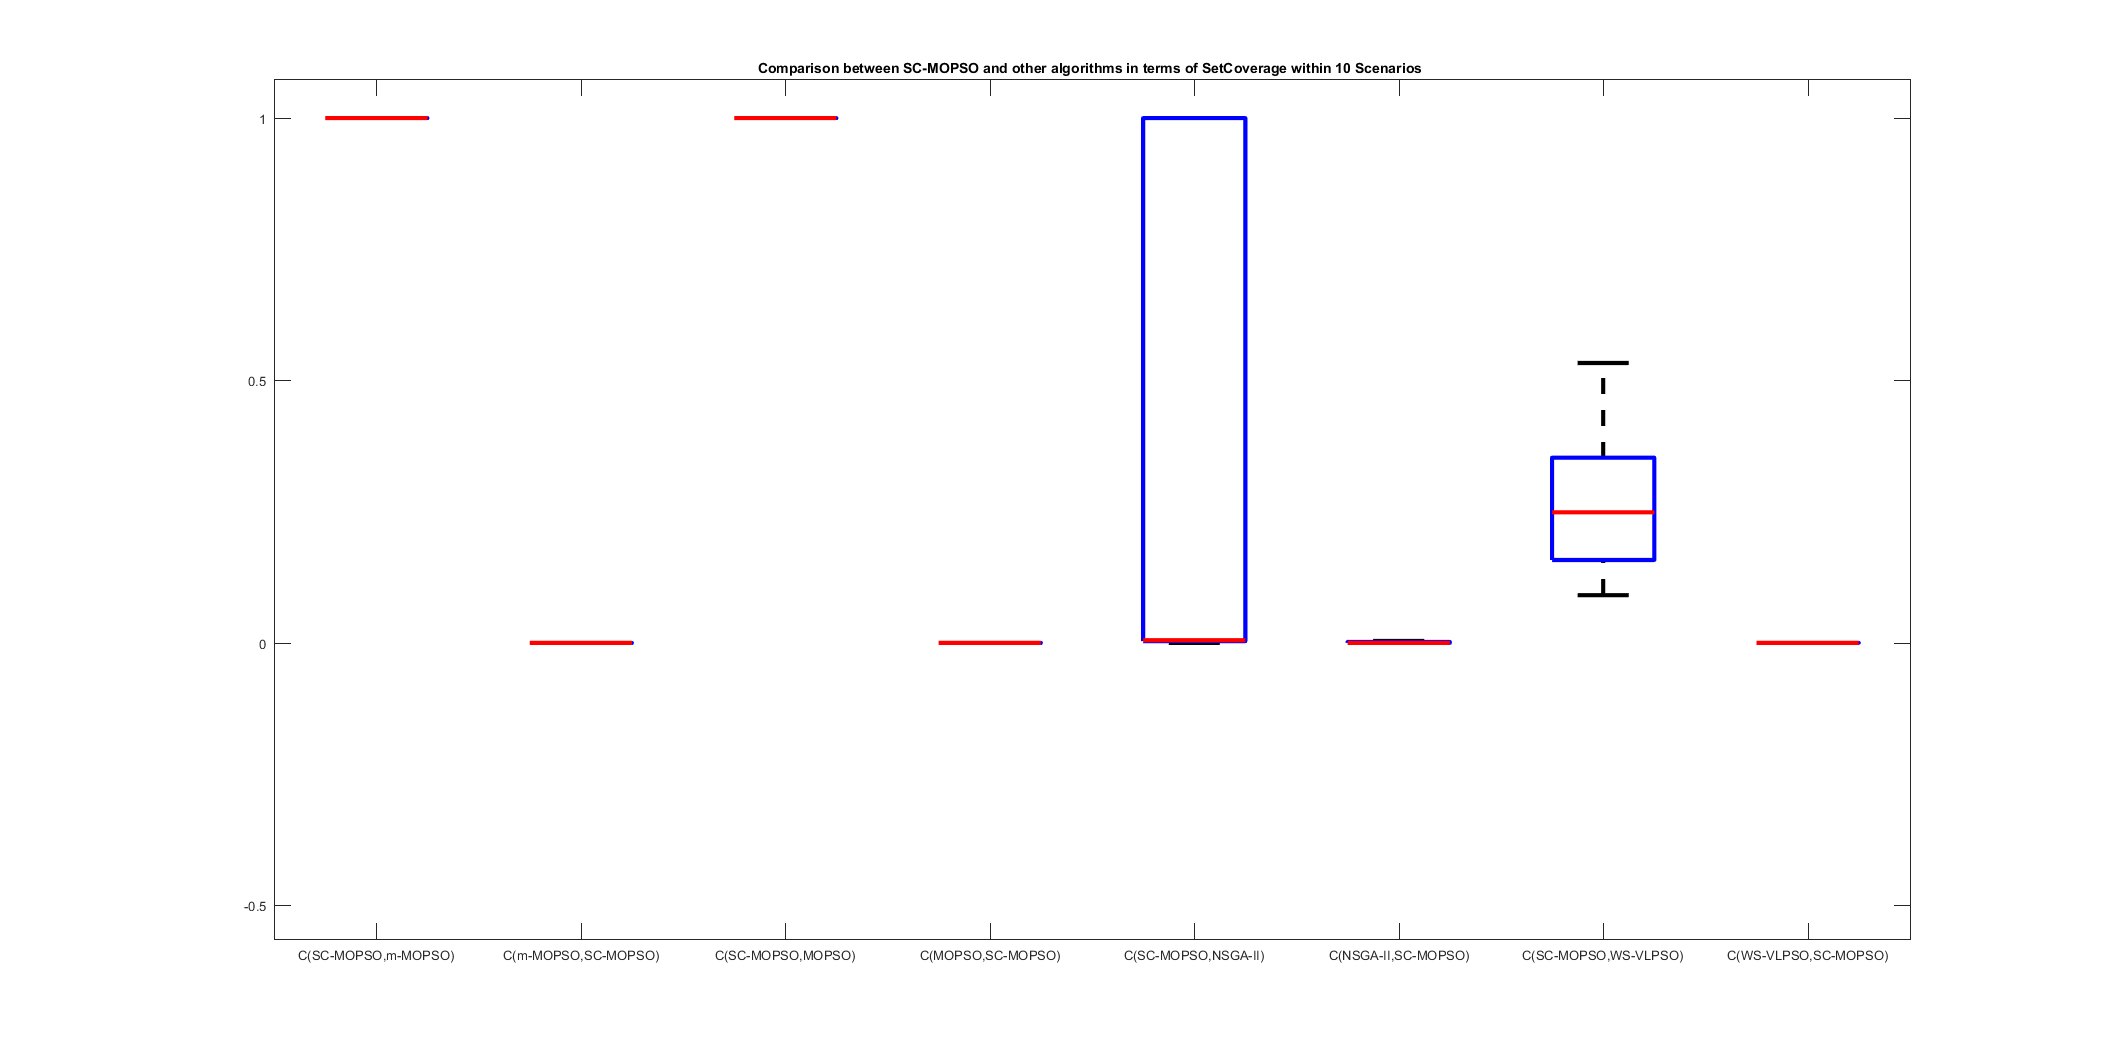 Comparison between SC-MOPSO and other algorithms in terms of SetCoverage within 10 Scenarios
1
0.5
0
-0.5
C(SC-MOPSO,m-MOPSO)
C(m-MOPSO,SC-MOPSO)
C(SC-MOPSO,MOPSO)
C(MOPSO,SC-MOPSO)
C(SC-MOPSO,NSGA-II)
C(NSGA-II,SC-MOPSO)
C(SC-MOPSO,WS-VLPSO)
C(WS-VLPSO,SC-MOPSO)